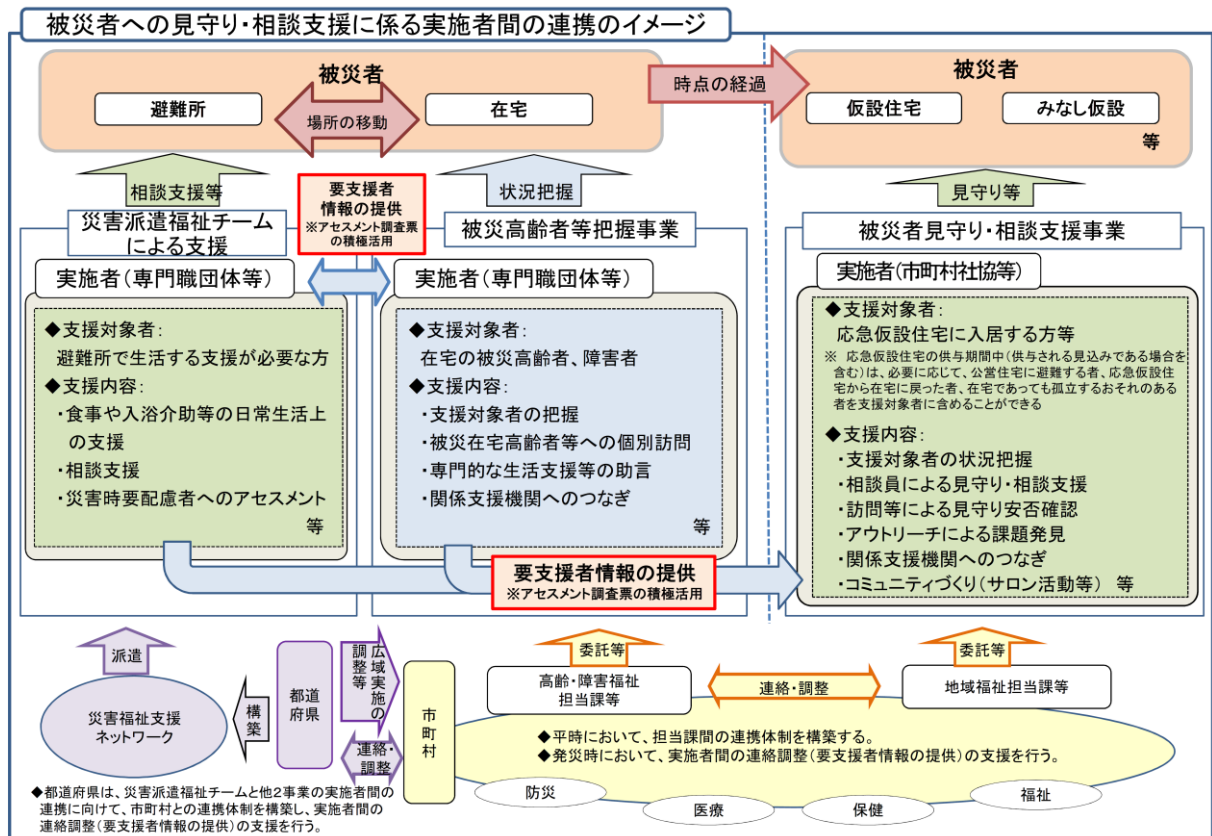 被災者への見守り・相談支援に係る実施者間の連携のイメージ
被災者
避難所
場所の移動
在宅
時点の経過
被災者
仮設住宅
みなし仮設
等
相談支援等
要支援者
情報の提供
※アセスメント調査票
の積極活用
状況把握
見守り等
災害派遣福祉チーム
による支援
被災高齢者等把握事業
被災者見守り・相談支援事業
実施者(専門職団体等)
◆支援対象者:
避難所で生活する支援が必要な方
◆支援内容:
・食事や入浴介助等の日常生活上
の支援
・相談支援
・災害時要配慮者へのアセスメント
等
実施者(専門職団体等)
◆支援対象者:
在宅の被災高齢者、障害者
◆支援内容:
・支援対象者の把握
・被災在宅高齢者等への個別訪問
・専門的な生活支援等の助言
・関係支援機関へのつなぎ
等
実施者(市町村社協等)
◆支援対象者:
応急仮設住宅に入居する方等
※ 応急仮設住宅の供与期間中(供与される見込みである場合を
含む)は、必要に応じて、公営住宅に避難する者、応急仮設住
宅から在宅に戻った者、在宅であっても孤立するおそれのある
者を支援対象者に含めることができる
◆支援内容:
・支援対象者の状況把握
・相談員による見守り・相談支援
・訪問等による見守り安否確認
・アウトリーチによる課題発見
・関係支援機関へのつなぎ
・コミュニティづくり(サロン活動等) 等
要支援者情報の提供
※アセスメント調査票の積極活用
派遣
災害福祉支援
ネットワーク
構築
都道
府県
広域実施の
調整等
連絡・
調整
市町村
委託等
高齢・障害福祉
担当課等
連絡・調整
委託等
地域福祉担当課等
◆平時において、担当課間の連携体制を構築する。
◆発災時において、実施者間の連絡調整(要支援者情報の提供)の支援を行う。
防災
医療
保健
福祉
◆都道府県は、災害派遣福祉チームと他2事業の実施者間の
連携に向けて、市町村との連携体制を構築し、実施者間の
連絡調整(要支援者情報の提供)の支援を行う。